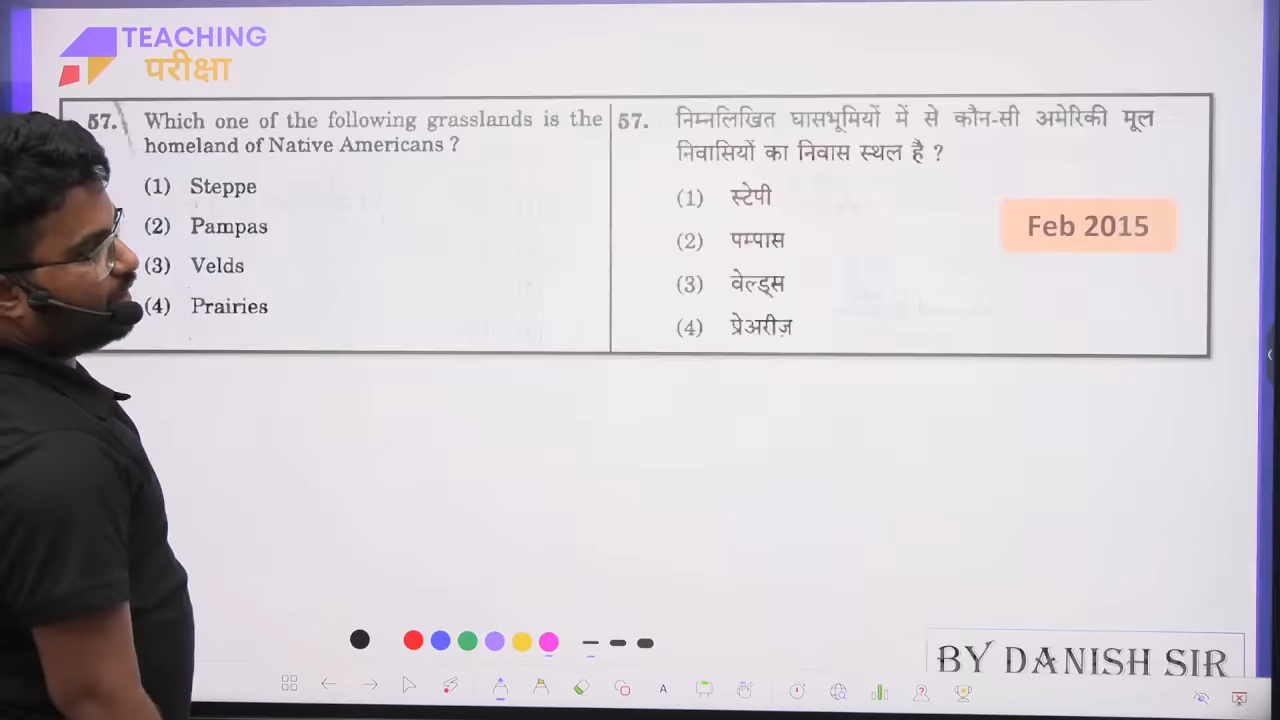 TEACHING
परीक्षा
57. Which one of the following grasslands is the
homeland of Native Americans ?
(1) Steppe
(2) Pampas
(3) Velds
(4) Prairies
57. निम्नलिखित घासभूमियों में से कौन-सी अमेरिकी मूल
निवासियों का निवास स्थल है ?
(1) स्टेपी
(2) पम्पास
(3) वेल्ड्स
(4) प्रेअरीज़
Feb 2015
BY DANISH SIR
A